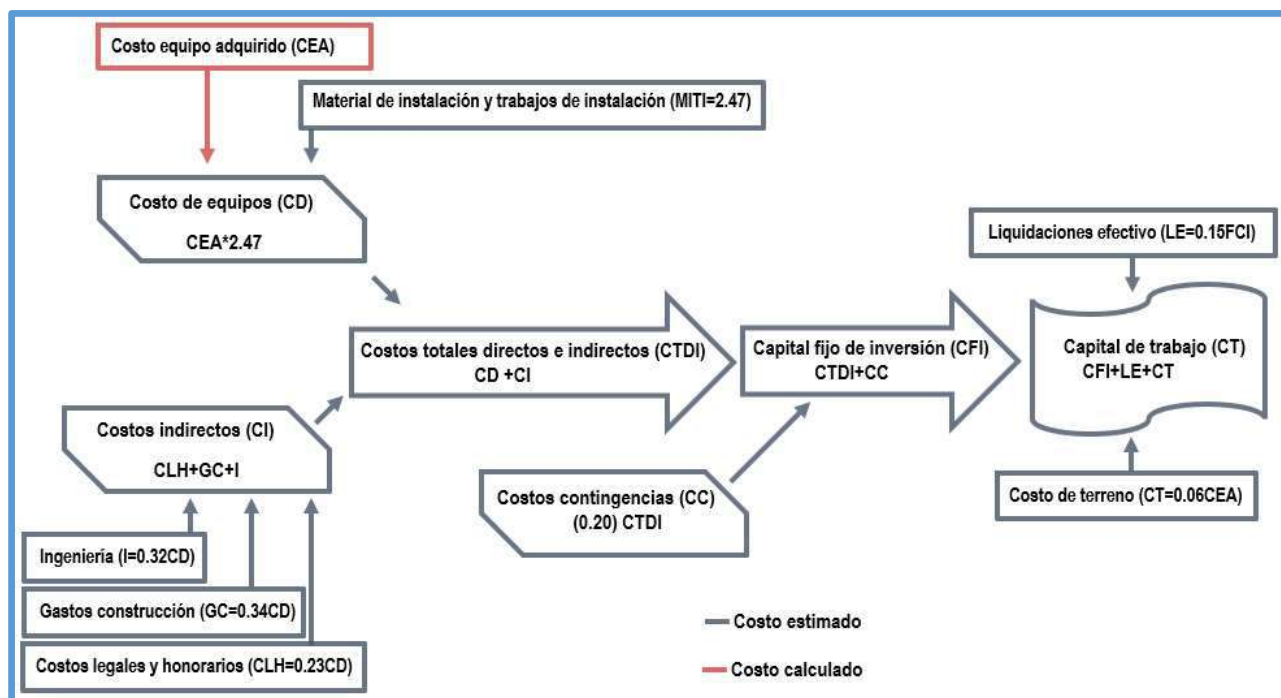 Costo equipo adquirido (CEA)
Material de instalación y trabajos de instalación (MITI=2.47)
Costo de equipos (CD)
CEA*2.47
Liquidaciones efectivo (LE=0.15FCI)
Costos totales directos e indirectos (CTDI)
CD +CI
Capital fijo de inversión (CFI)
CTDI+CC
Capital de trabajo (CT)
CFI+LE+CT
Costos indirectos (CI)
CLH+GC+I
Costos contingencias (CC)
(0.20) CTDI
Costo de terreno (CT=0.06CEA)
Ingeniería (I=0.32CD)
Gastos construcción (GC=0.34CD)
Costos legales y honorarios (CLH=0.23CD)
Costo estimado
Costo calculado